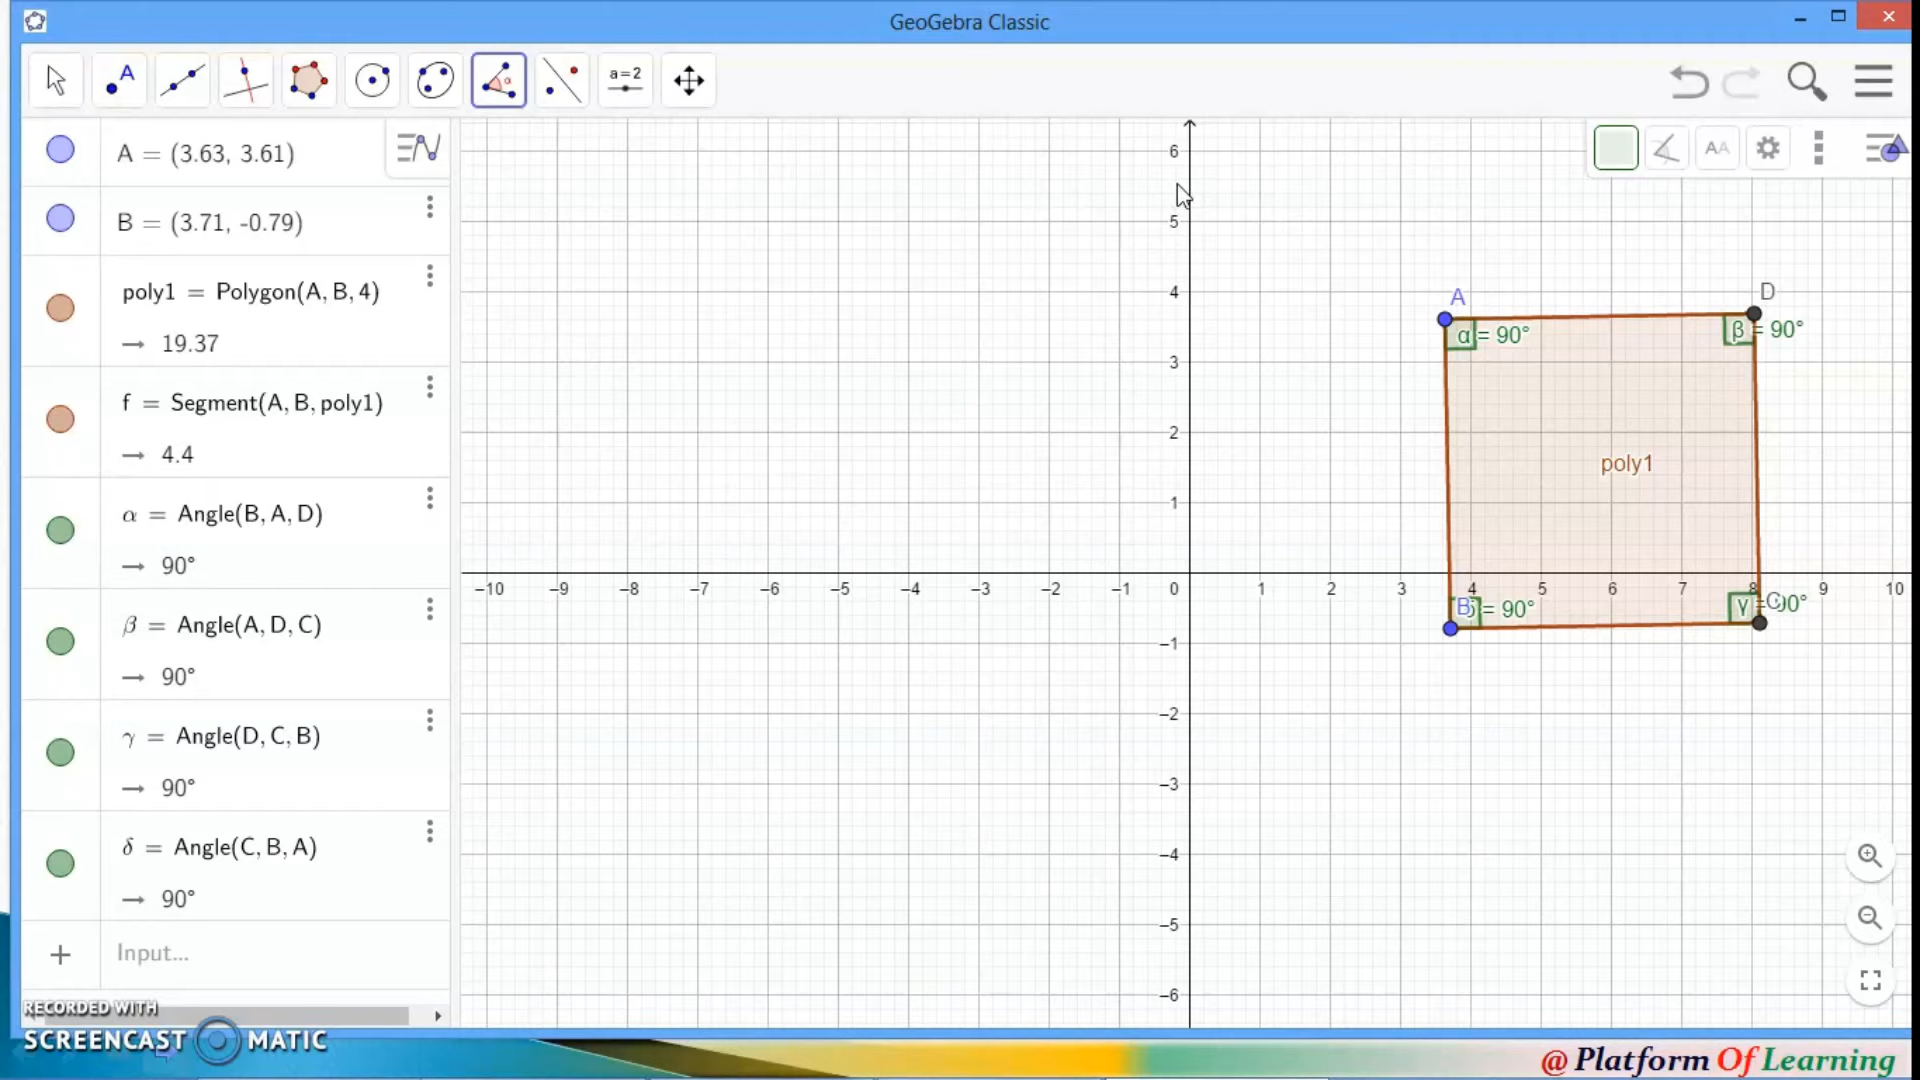 GeoGebra Classic
A
α
a=2
A = (3.63, 3.61)
B = (3.71, -0.79)
poly1 = Polygon(A, B, 4)
→ 19.37
f = Segment(A, B, poly1)
→ 4.4
α = Angle(B, A, D)
→ 90°
β = Angle(A, D, C)
→ 90°
γ = Angle(D, C, B)
→ 90°
δ = Angle(C, B, A)
→ 90°
+ Input...
AA
6
5
4
3
2
1
−10 −9 −8 −7 −6 −5 −4 −3 −2 −1 0 1 2 3 4 5 6 7 8 9 10
−1
−2
−3
−4
−5
−6
A D
α = 90° β = 90°
poly1
B = 90° γ = 90° C
RECORDED WITH
SCREENCAST MATIC
@ Platform Of Learning